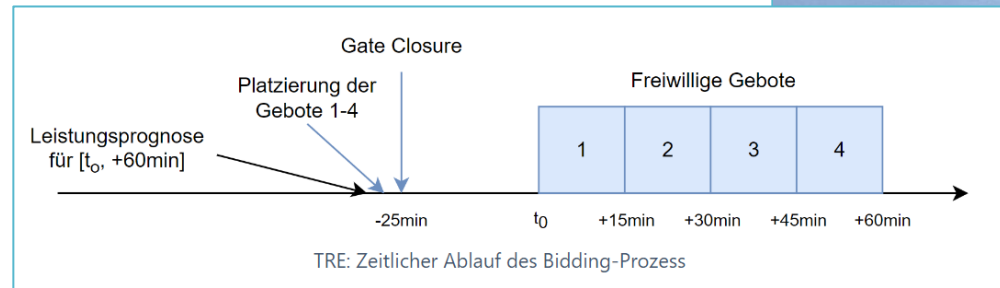 Gate Closure
Platzierung der
Gebote 1-4
Freiwillige Gebote
Leistungsprognose
für [to, +60min]
1
2
3
4
-25min
t0
+15min
+30min
+45min
+60min
TRE: Zeitlicher Ablauf des Bidding-Prozess